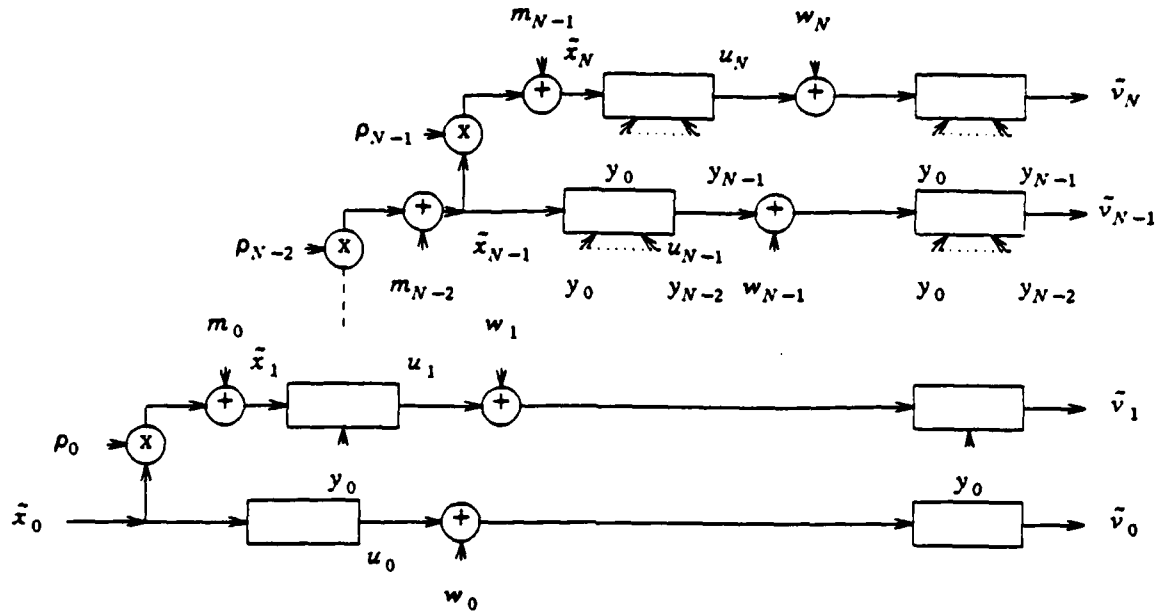 m_{N-1} w_N
x̃_N u_N
+ + ṽ_N
ρ_{N-1} x
y_0 y_{N-1} y_0 y_{N-1}
+ + ṽ_{N-1}
ρ_{N-2} x x̃_{N-1} u_{N-1}
m_{N-2} y_0 y_{N-2} w_{N-1} y_0 y_{N-2}
m_0 w_1
x̃_1 u_1
+ + ṽ_1
ρ_0 x
y_0 y_0
x̃_0 + ṽ_0
u_0
w_0